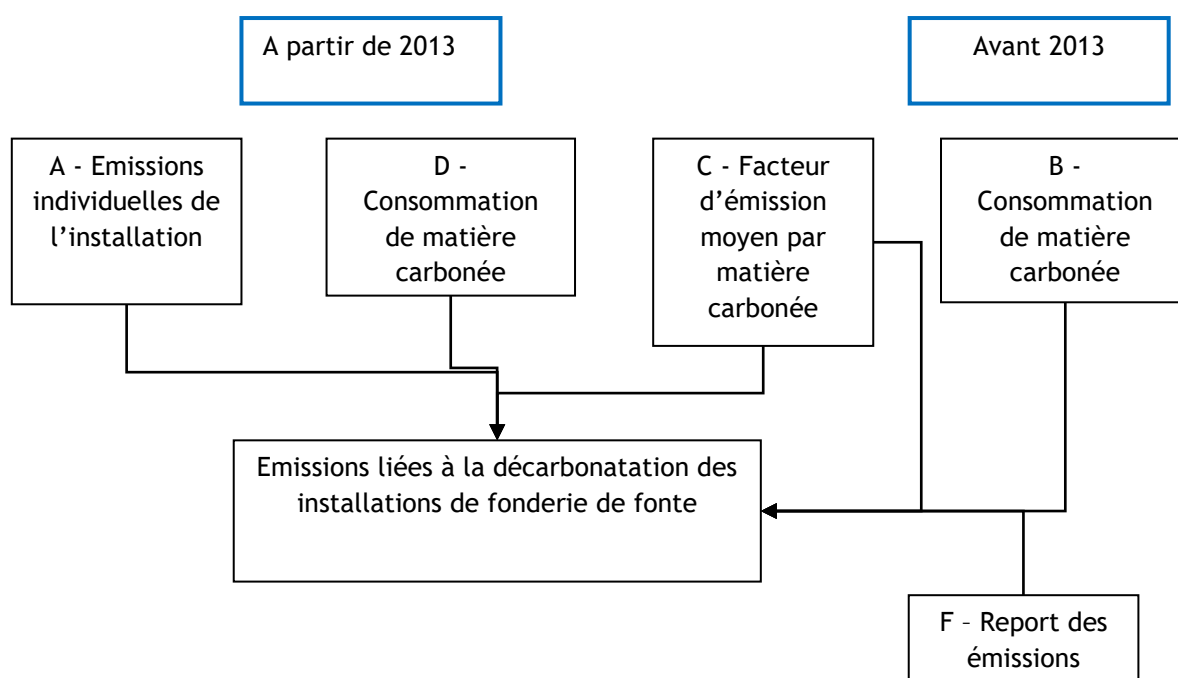 A partir de 2013
Avant 2013
A - Emissions
individuelles de
l'installation
D -
Consommation
de matière
carbonée
C - Facteur
d'émission
moyen par
matière
carbonée
B -
Consommation
de matière
carbonée
Emissions liées à la décarbonatation des
installations de fonderie de fonte
F – Report des
émissions